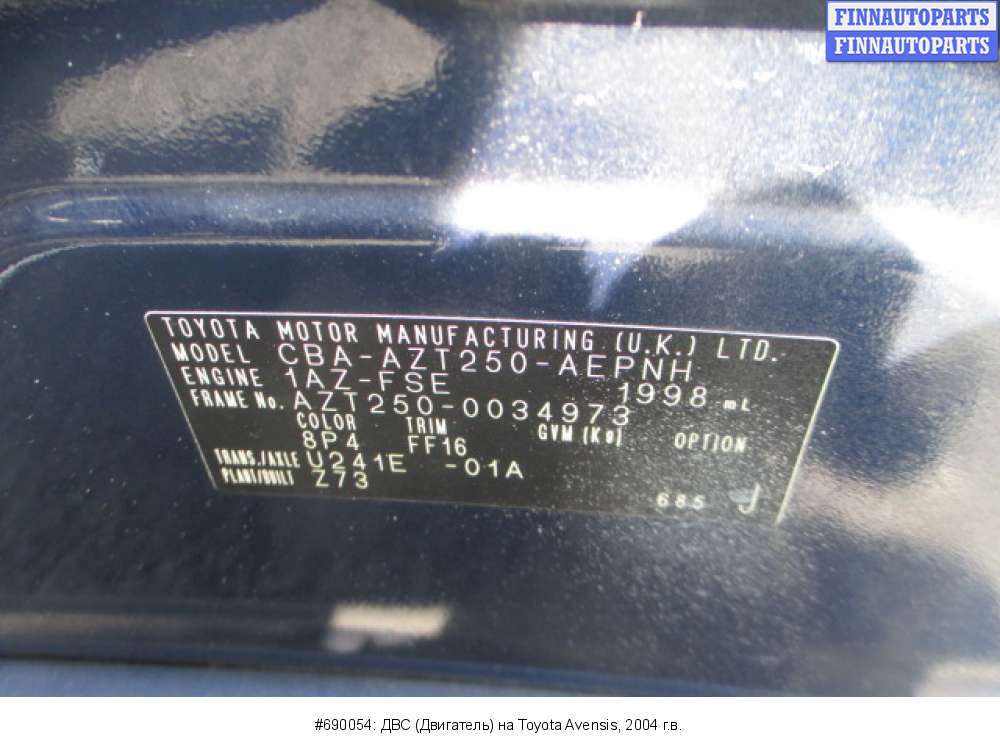 FINNAUTOPARTS
FINNAUTOPARTS
TOYOTA MOTOR MANUFACTURING (U.K.) LTD.
MODEL CBA-AZT250-AEPNH
ENGINE 1AZ-FSE 1998 mL
FRAME No. AZT250-0034973
COLOR TRIM GVM (Kg) OPTION
8P4 FF16
TRANS./AXLE U241E -01A
PLANT/BUILT Z73
685 J
#690054: ДВС (Двигатель) на Toyota Avensis, 2004 г.в.